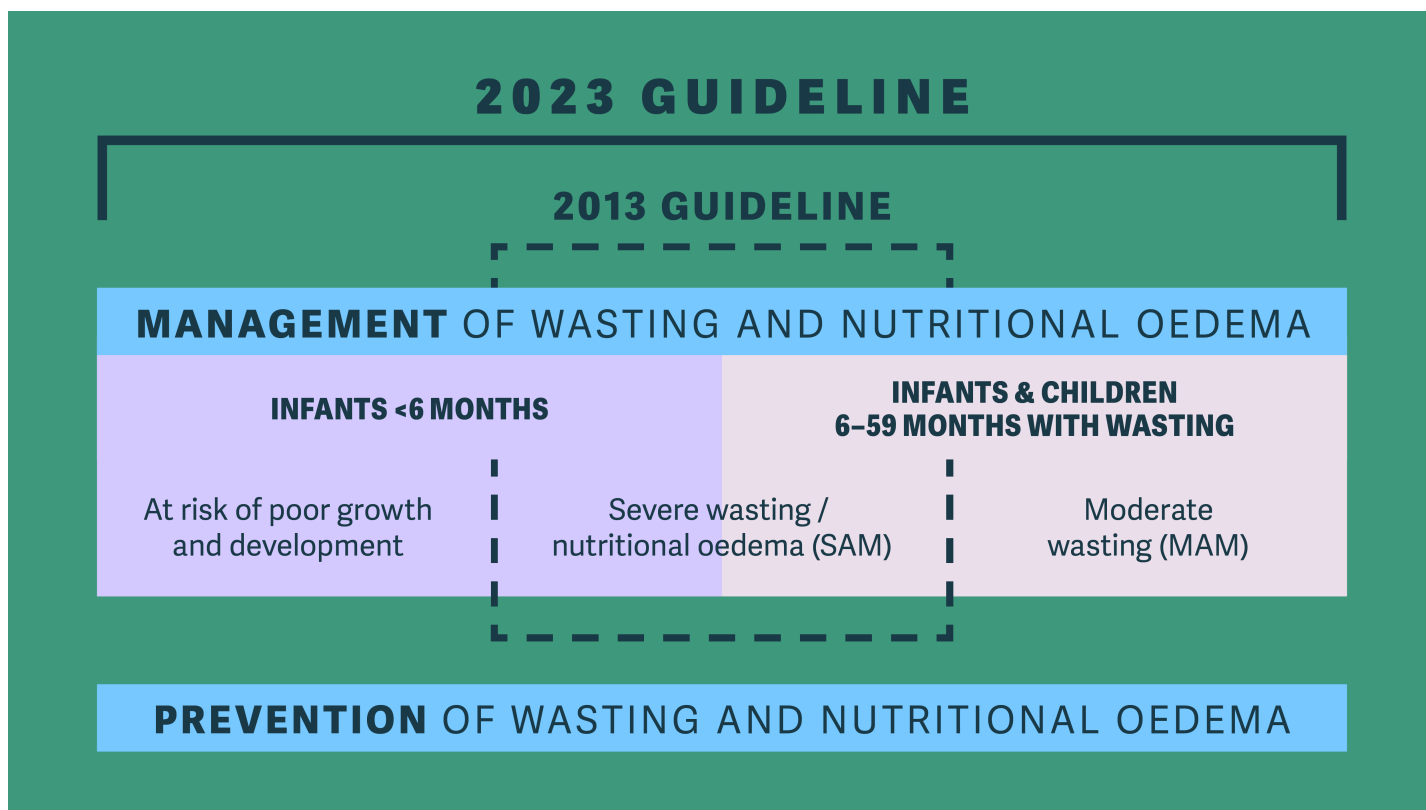 2023 GUIDELINE
2013 GUIDELINE
MANAGEMENT OF WASTING AND NUTRITIONAL OEDEMA
INFANTS <6 MONTHS
INFANTS & CHILDREN
6–59 MONTHS WITH WASTING
At risk of poor growth
and development
Severe wasting /
nutritional oedema (SAM)
Moderate
wasting (MAM)
PREVENTION OF WASTING AND NUTRITIONAL OEDEMA